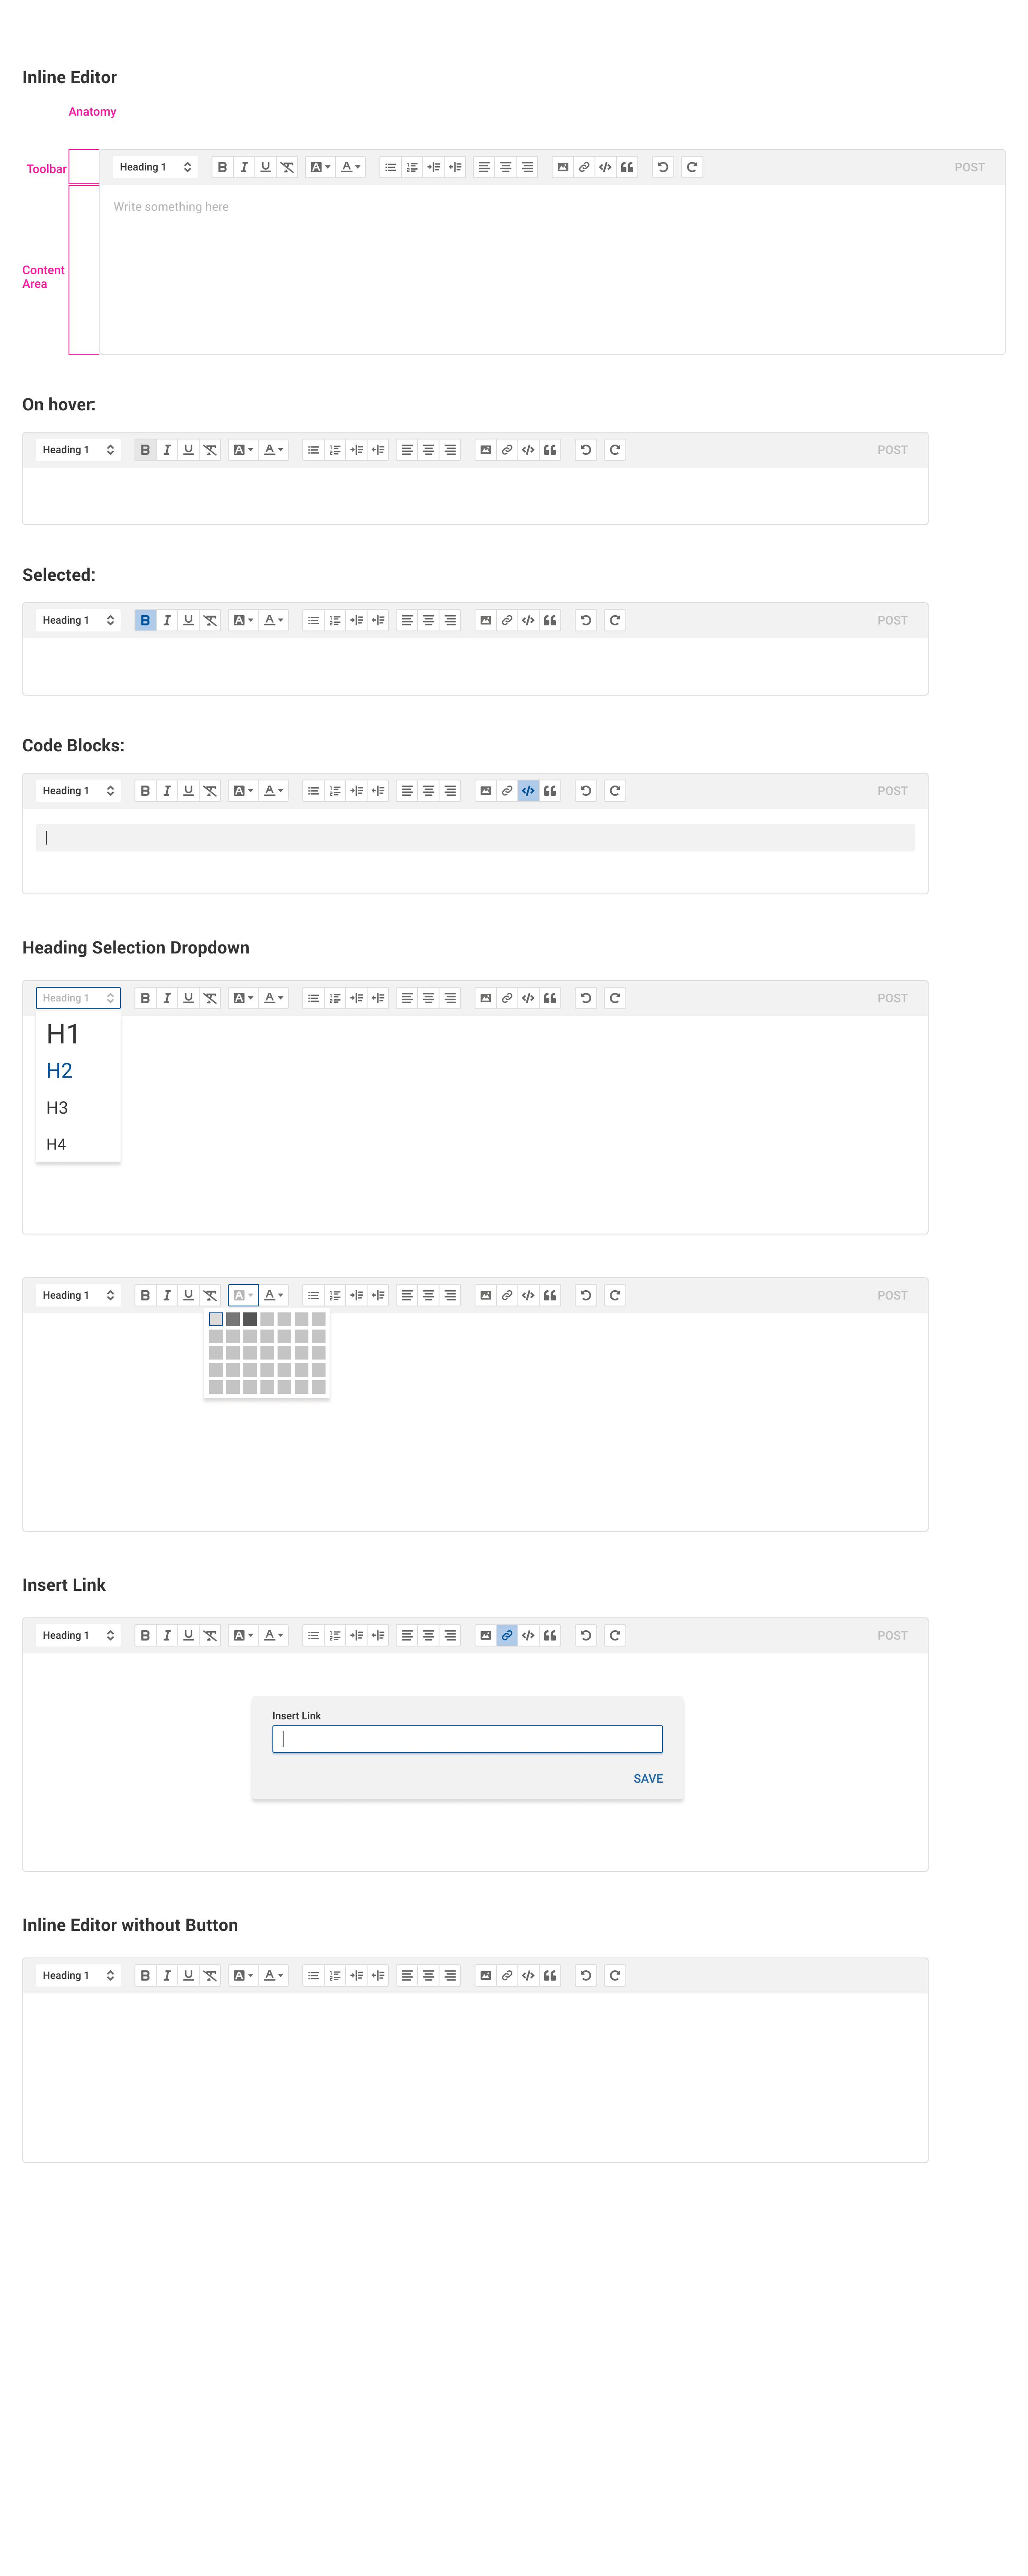 Inline Editor
Anatomy
Toolbar
Heading 1
POST
Write something here
Content
Area
On hover:
Heading 1
POST
Selected:
Heading 1
POST
Code Blocks:
Heading 1
POST
Heading Selection Dropdown
Heading 1
POST
H1
H2
H3
H4
Heading 1
POST
Insert Link
Heading 1
POST
Insert Link
SAVE
Inline Editor without Button
Heading 1